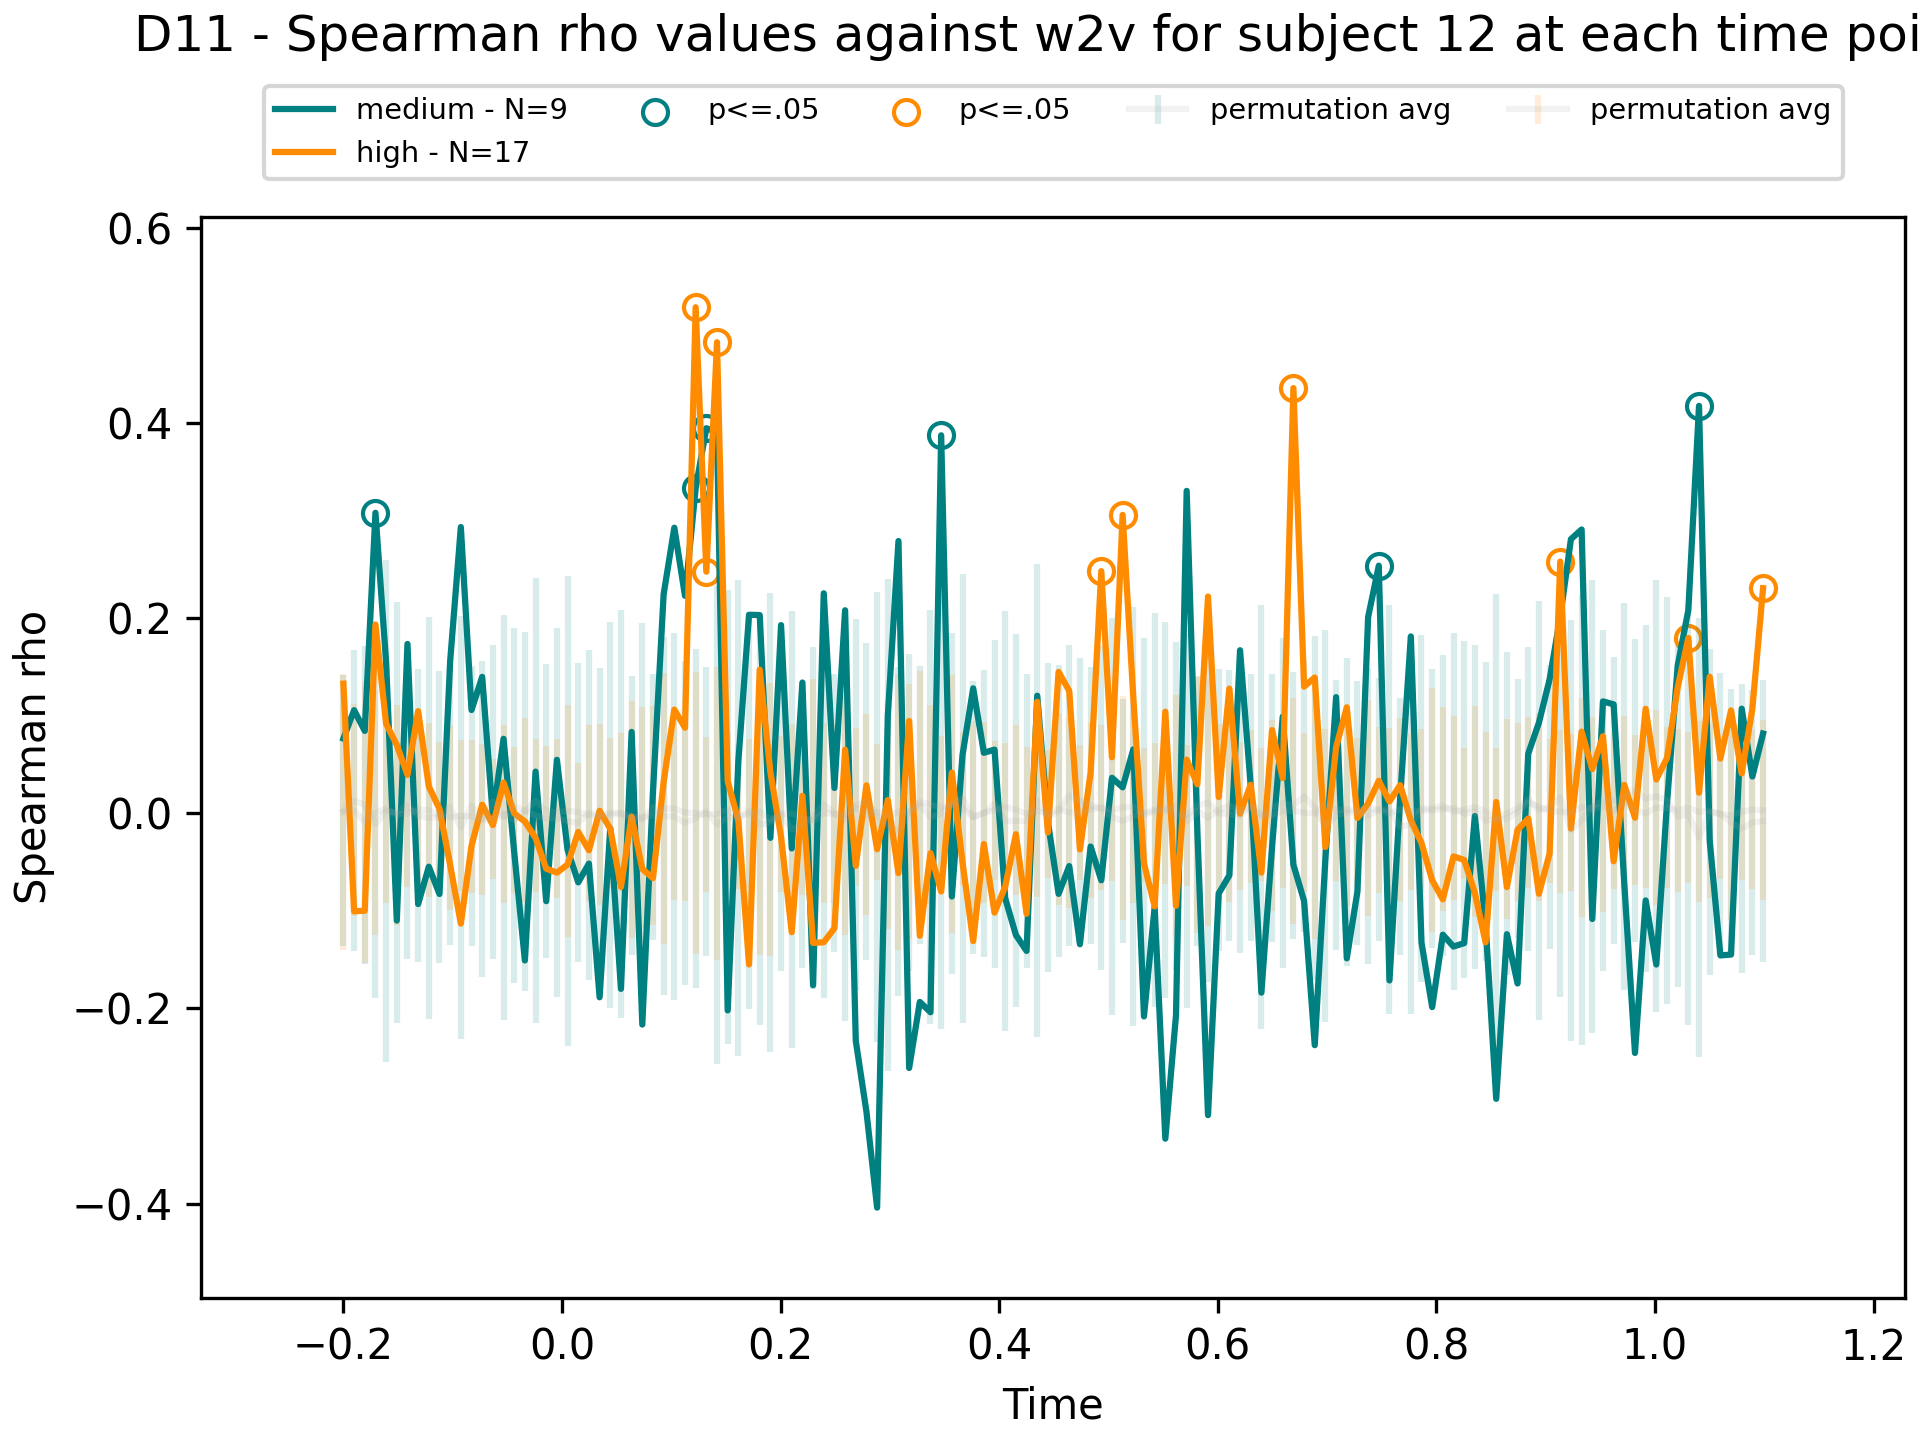 D11 - Spearman rho values against w2v for subject 12 at each time poi
medium - N=9
high - N=17
p<=.05
p<=.05
permutation avg
permutation avg
Spearman rho
0.6
0.4
0.2
0.0
−0.2
−0.4
−0.2 0.0 0.2 0.4 0.6 0.8 1.0 1.2
Time